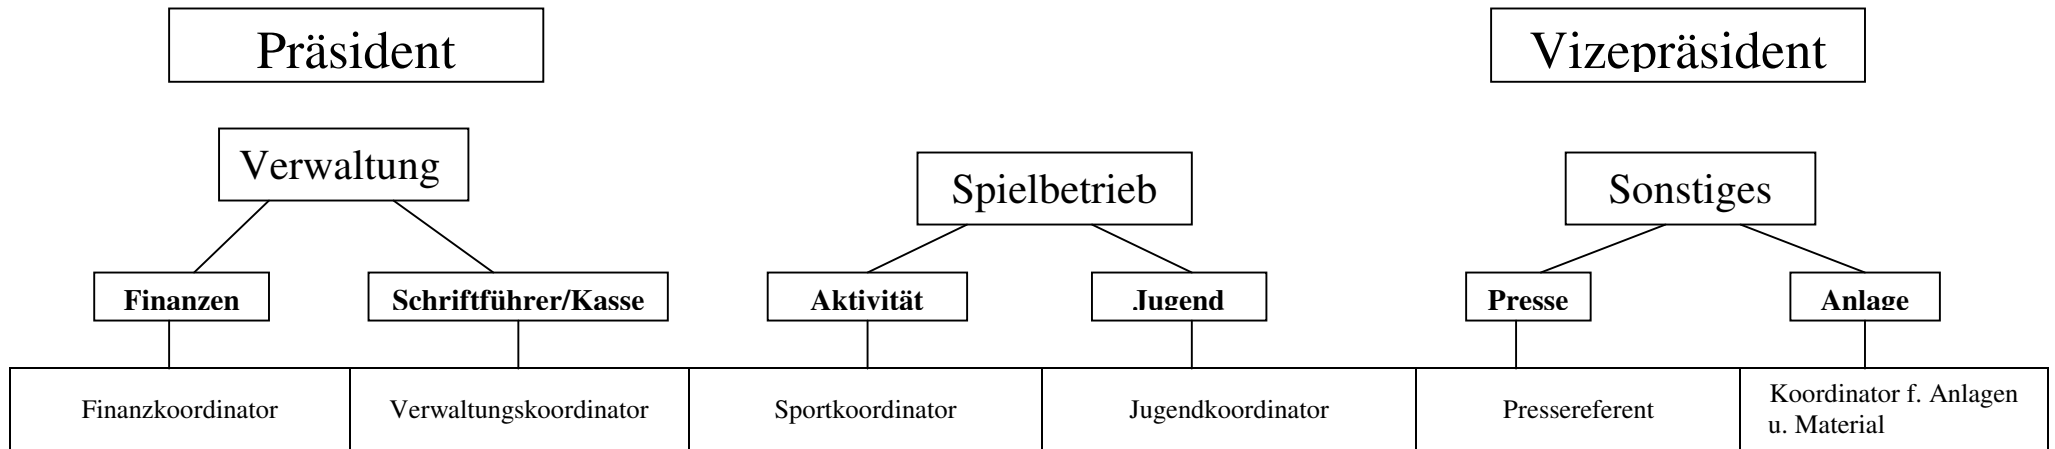 Präsident
Vizepräsident
Verwaltung
Spielbetrieb
Sonstiges
Finanzen
Schriftführer/Kasse
Aktivität
Jugend
Presse
Anlage
Finanzkoordinator
Verwaltungskoordinator
Sportkoordinator
Jugendkoordinator
Pressereferent
Koordinator f. Anlagen
u. Material